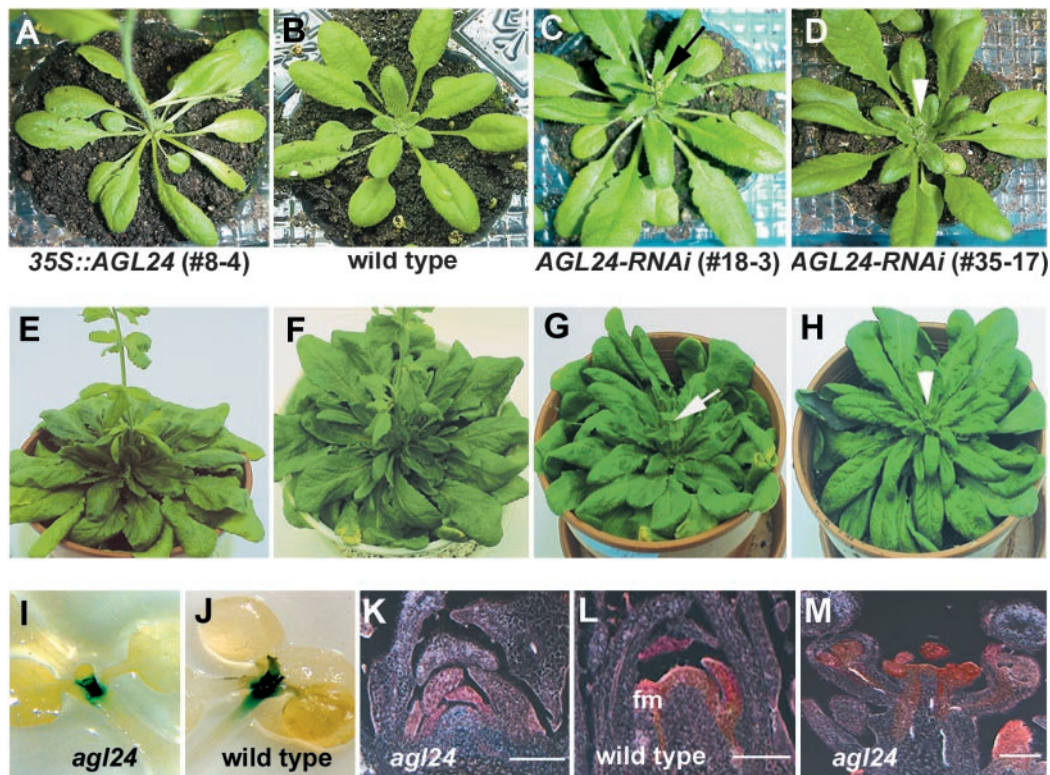 A B C D
35S::AGL24 (#8-4) wild type AGL24-RNAi (#18-3) AGL24-RNAi (#35-17)
E F G H
I J K L M
fm
agl24 wild type agl24 wild type agl24